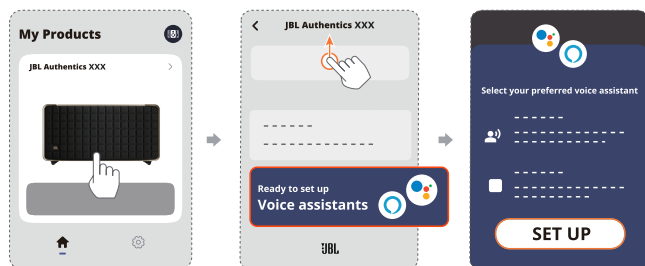 My Products
JBL Authentics XXX
JBL Authentics XXX
Ready to set up
Voice assistants
JBL
Select your preferred voice assistant
SET UP